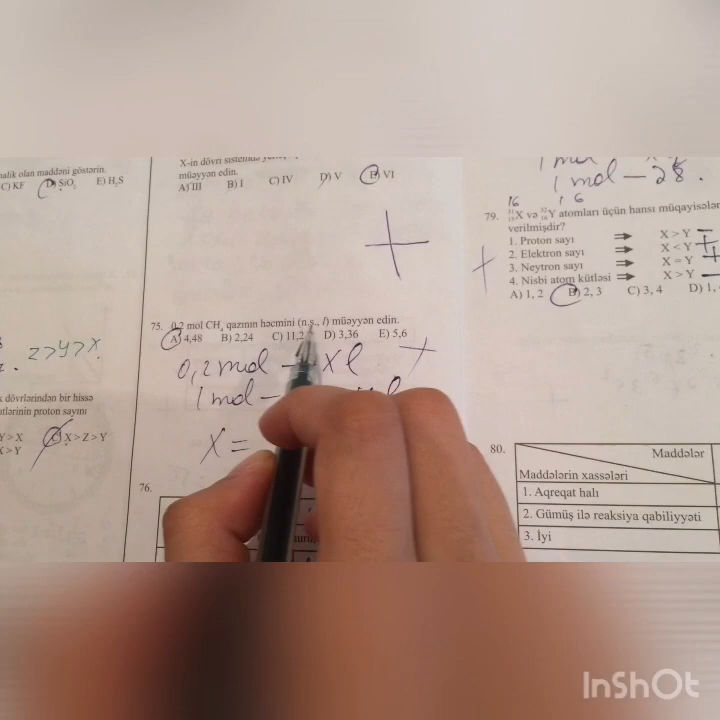 olan maddəni göstərin.
C) KF D) SiO₂ E) H₂S
z>y>x
dövrlərindən bir hissə
proton sayını
Y > X C) X > Z > Y
X > Y
X-in dövri
müəyyən edin.
A) III B) I C) IV D) V E) VI
75. 0,2 mol CH₄ qazının həcmini (n.ş., l) müəyyən edin.
A) 4,48 B) 2,24 C) 11,2 D) 3,36 E) 5,6
0,2 mol – x l
1 mol –
x =
76.
1 mol – 28.
16 16
79. X və Y atomları üçün hansı
verilmişdir?
1. Proton sayı ⇒ X > Y
2. Elektron sayı ⇒ X < Y +
3. Neytron sayı ⇒ X = Y +
4. Nisbi atom kütləsi ⇒ X > Y –
A) 1, 2 B) 2, 3 C) 3, 4 D) 1,
80.
Maddələr
Maddələrin xassələri
1. Aqreqat halı
2. Gümüş ilə reaksiya qabiliyyəti
3. İyi
InShOt